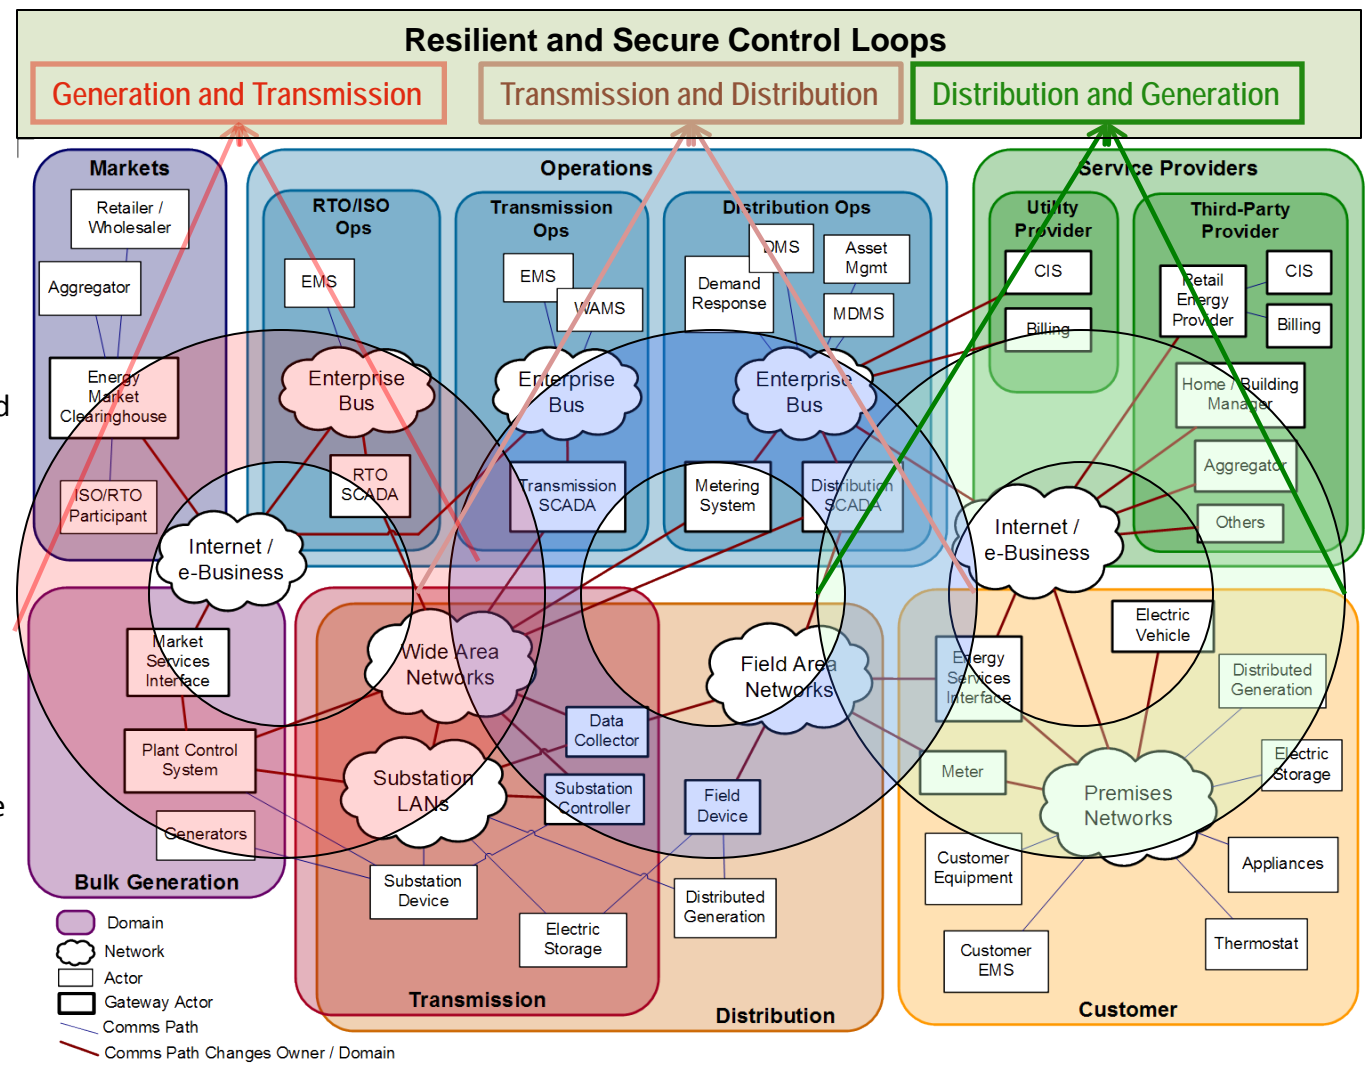 Resilient and Secure Control Loops
Generation and Transmission
Transmission and Distribution
Distribution and Generation
Markets
Retailer /
Wholesaler
Aggregator
Energy
Market
Clearinghouse
ISO/RTO
Participant
Operations
RTO/ISO
Ops
EMS
Enterprise
Bus
RTO
SCADA
Transmission
Ops
EMS
WAMS
Enterprise
Bus
Transmission
SCADA
Distribution Ops
DMS
Demand
Response
Asset
Mgmt
MDMS
Enterprise
Bus
Metering
System
Distribution
SCADA
Service Providers
Utility
Provider
CIS
Billing
Third-Party
Provider
Retail
Energy
Provider
CIS
Billing
Home / Building
Manager
Aggregator
Others
d
Internet /
e-Business
Internet /
e-Business
Market
Services
Interface
Plant Control
System
Generators
Bulk Generation
e
Wide Area
Networks
Substation
LANs
Data
Collector
Substation
Controller
Substation
Device
Electric
Storage
Transmission
Field Area
Networks
Field
Device
Distributed
Generation
Distribution
Energy
Services
Interface
Electric
Vehicle
Distributed
Generation
Meter
Premises
Networks
Electric
Storage
Customer
Equipment
Appliances
Customer
EMS
Thermostat
Customer
Domain
Network
Actor
Gateway Actor
Comms Path
Comms Path Changes Owner / Domain